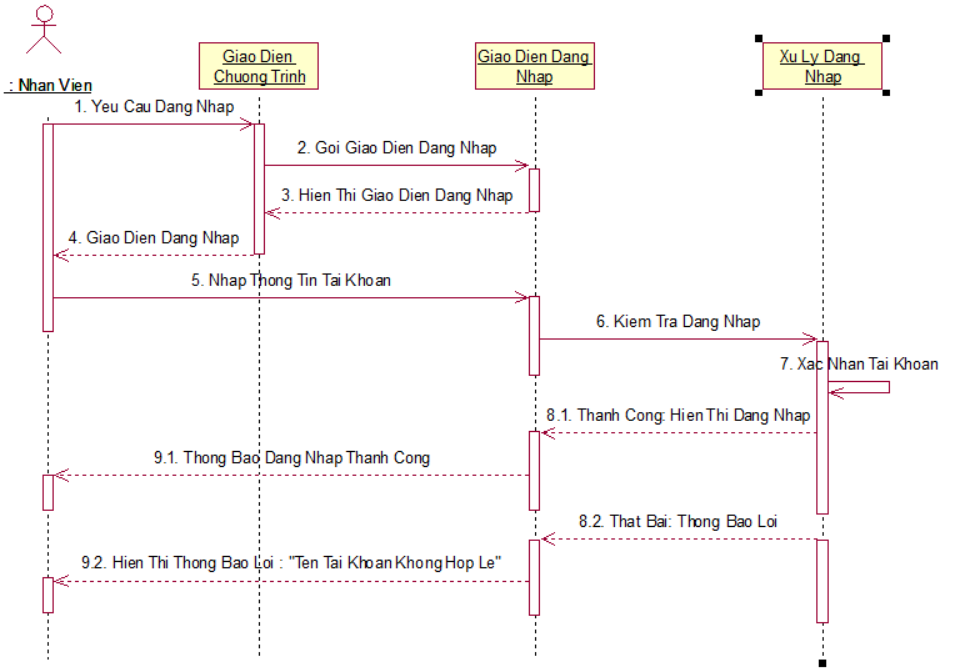 : Nhan Vien
Giao Dien
Chuong Trinh
Giao Dien Dang
Nhap
Xu Ly Dang
Nhap
1. Yeu Cau Dang Nhap
2. Goi Giao Dien Dang Nhap
3. Hien Thi Giao Dien Dang Nhap
4. Giao Dien Dang Nhap
5. Nhap Thong Tin Tai Khoan
6. Kiem Tra Dang Nhap
7. Xac Nhan Tai Khoan
8.1. Thanh Cong: Hien Thi Dang Nhap
9.1. Thong Bao Dang Nhap Thanh Cong
8.2. That Bai: Thong Bao Loi
9.2. Hien Thi Thong Bao Loi : "Ten Tai Khoan Khong Hop Le"